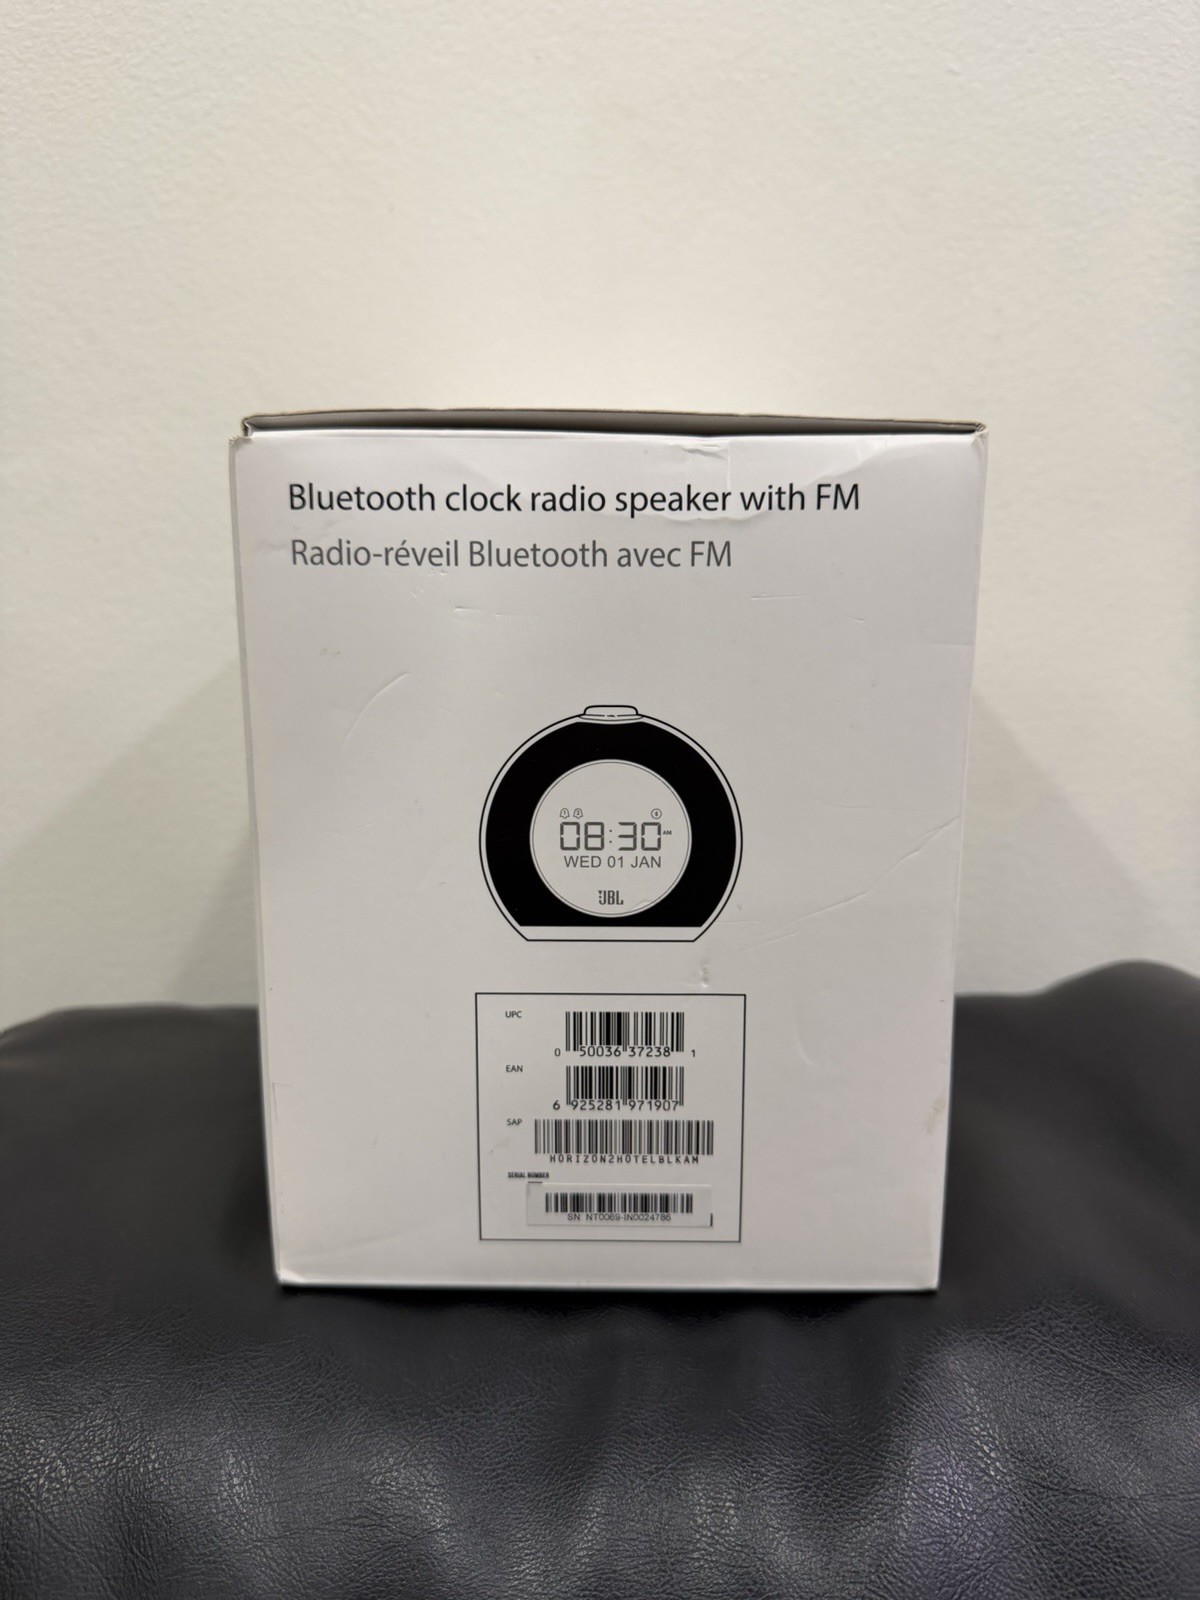 Bluetooth clock radio speaker with FM
Radio-réveil Bluetooth avec FM
08:30 AM
WED 01 JAN
JBL
UPC
0 50036 37238 1
EAN
6 925281 971907
SAP
HORIZON2HOTELBLKAM
SERIAL NUMBER
SN NT0069-IN0024786